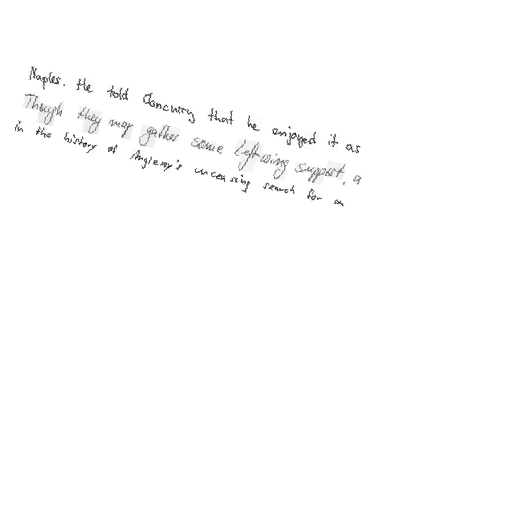 Naples. He told Clancarty that he enjoyed it as
Though they may gather some Left-wing support, a
in the history of Anglesey's unceasing search for an